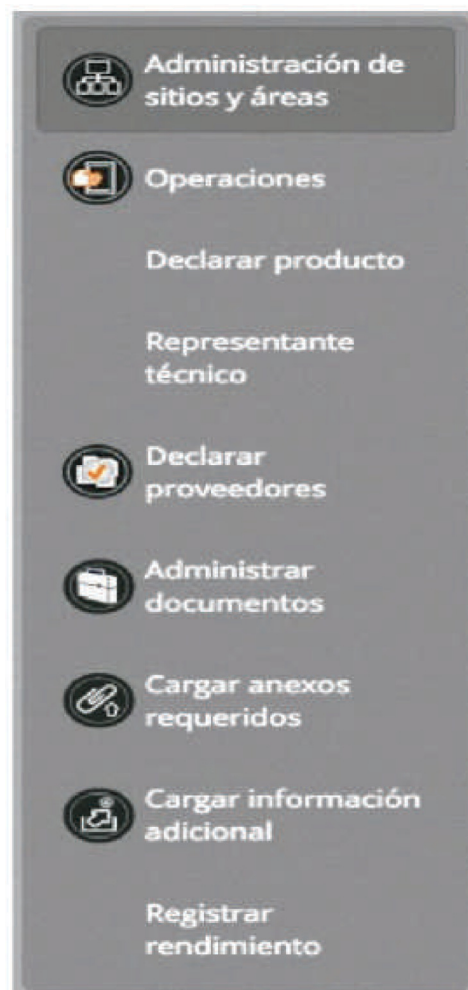 Administración de
sitios y áreas
Operaciones
Declarar producto
Representante
técnico
Declarar
proveedores
Administrar
documentos
Cargar anexos
requeridos
Cargar información
adicional
Registrar
rendimiento